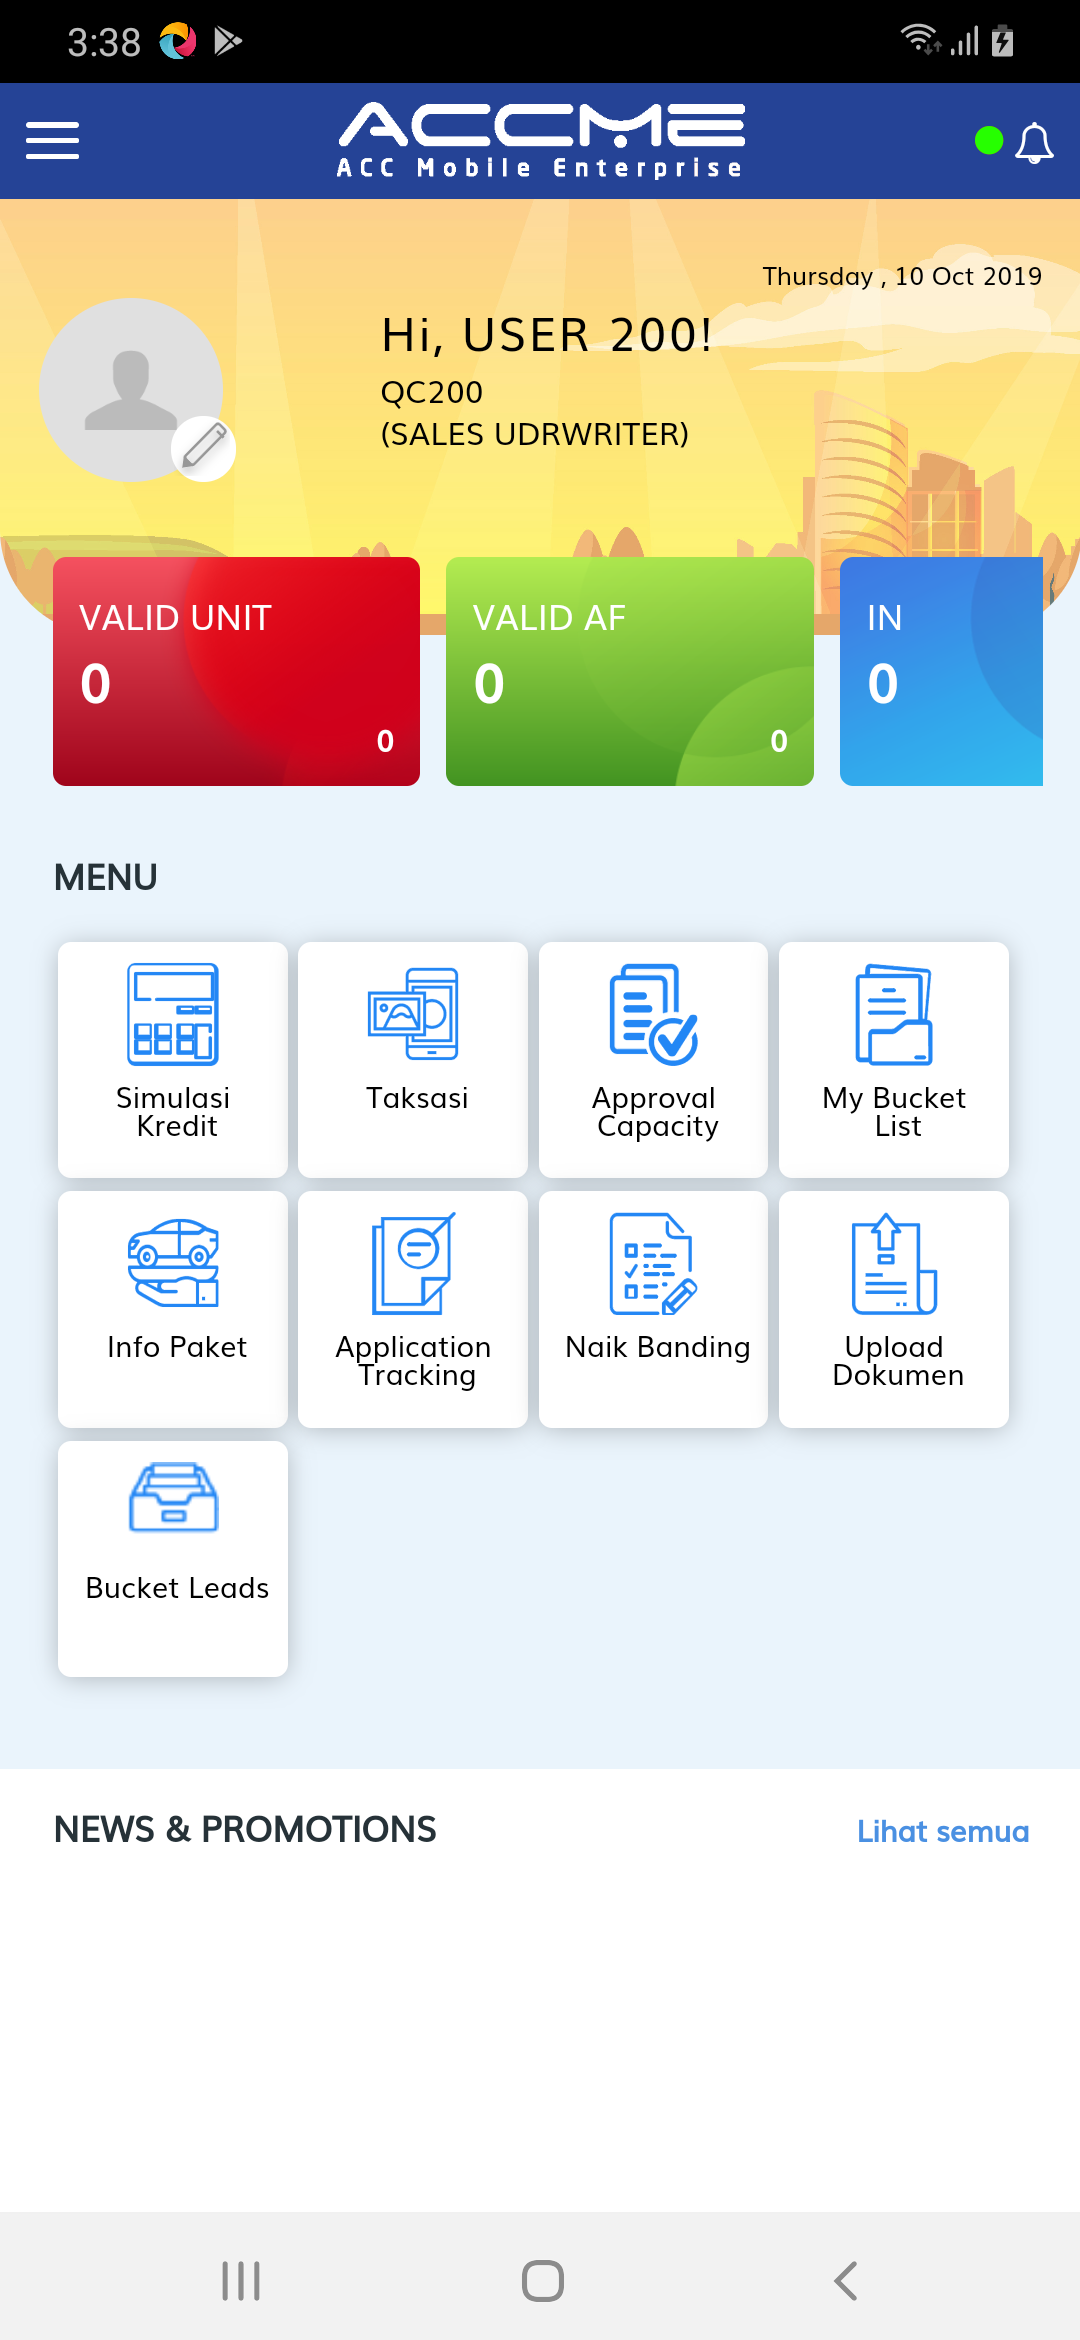 3:38
ACCME
ACC Mobile Enterprise
Thursday , 10 Oct 2019
Hi, USER 200!
QC200
(SALES UDRWRITER)
VALID UNIT
0
0
VALID AF
0
0
IN
0
MENU
Simulasi
Kredit
Taksasi
Approval
Capacity
My Bucket
List
Info Paket
Application
Tracking
Naik Banding
Upload
Dokumen
Bucket Leads
NEWS & PROMOTIONS
Lihat semua